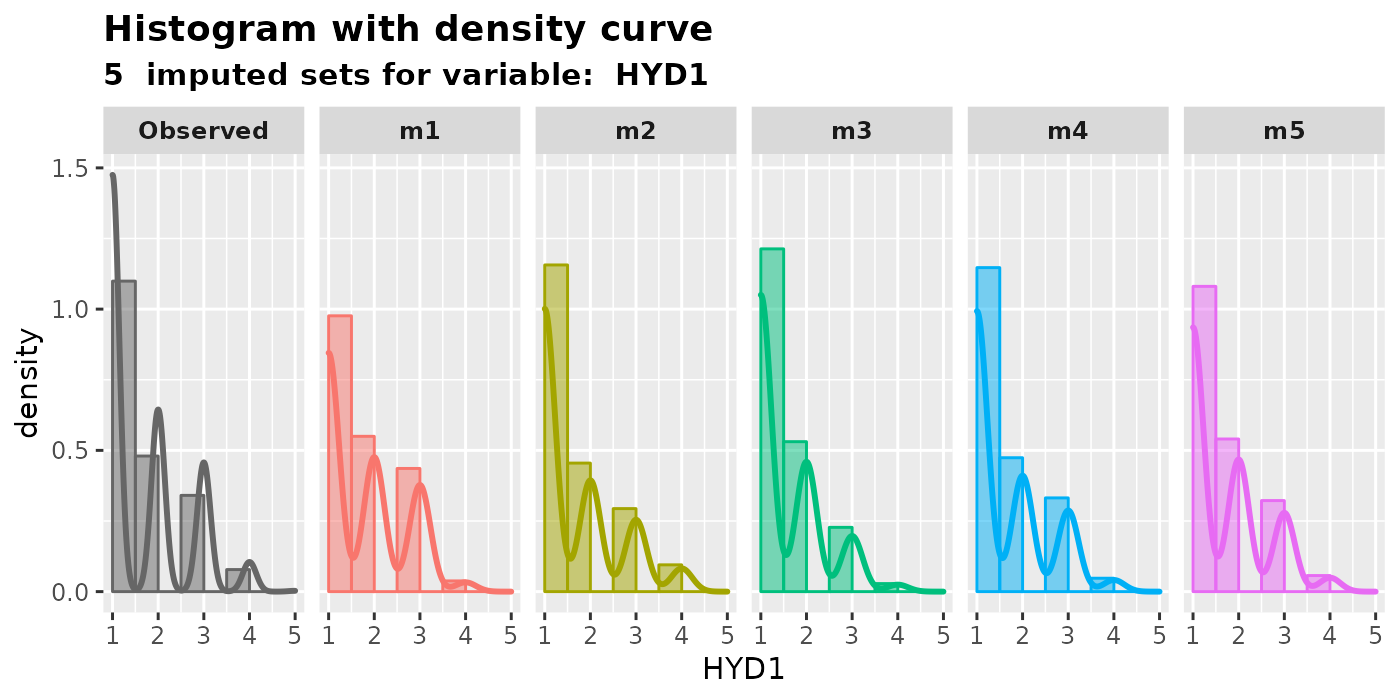 Histogram with density curve
5  imputed sets for variable:  HYD1
Observed m1 m2 m3 m4 m5
1.5
1.0
0.5
0.0
density
1 2 3 4 5 1 2 3 4 5 1 2 3 4 5 1 2 3 4 5 1 2 3 4 5 1 2 3 4 5
HYD1